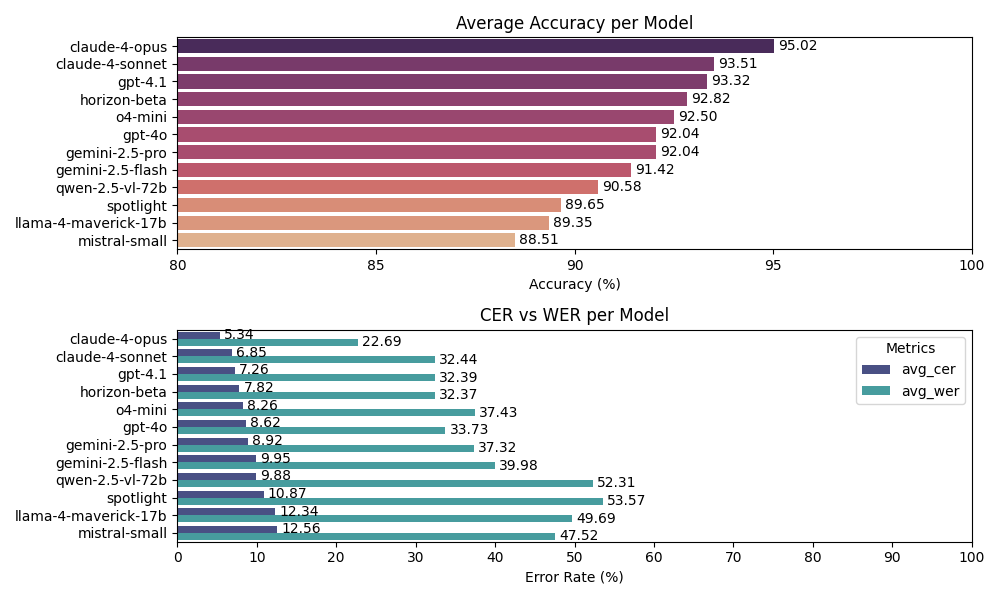 Average Accuracy per Model
claude-4-opus 95.02
claude-4-sonnet 93.51
gpt-4.1 93.32
horizon-beta 92.82
o4-mini 92.50
gpt-4o 92.04
gemini-2.5-pro 92.04
gemini-2.5-flash 91.42
qwen-2.5-vl-72b 90.58
spotlight 89.65
llama-4-maverick-17b 89.35
mistral-small 88.51
80 85 90 95 100
Accuracy (%)
CER vs WER per Model
claude-4-opus 5.34 22.69
claude-4-sonnet 6.85 32.44
gpt-4.1 7.26 32.39
horizon-beta 7.82 32.37
o4-mini 8.26 37.43
gpt-4o 8.62 33.73
gemini-2.5-pro 8.92 37.32
gemini-2.5-flash 9.95 39.98
qwen-2.5-vl-72b 9.88 52.31
spotlight 10.87 53.57
llama-4-maverick-17b 12.34 49.69
mistral-small 12.56 47.52
0 10 20 30 40 50 60 70 80 90 100
Error Rate (%)
Metrics
avg_cer
avg_wer